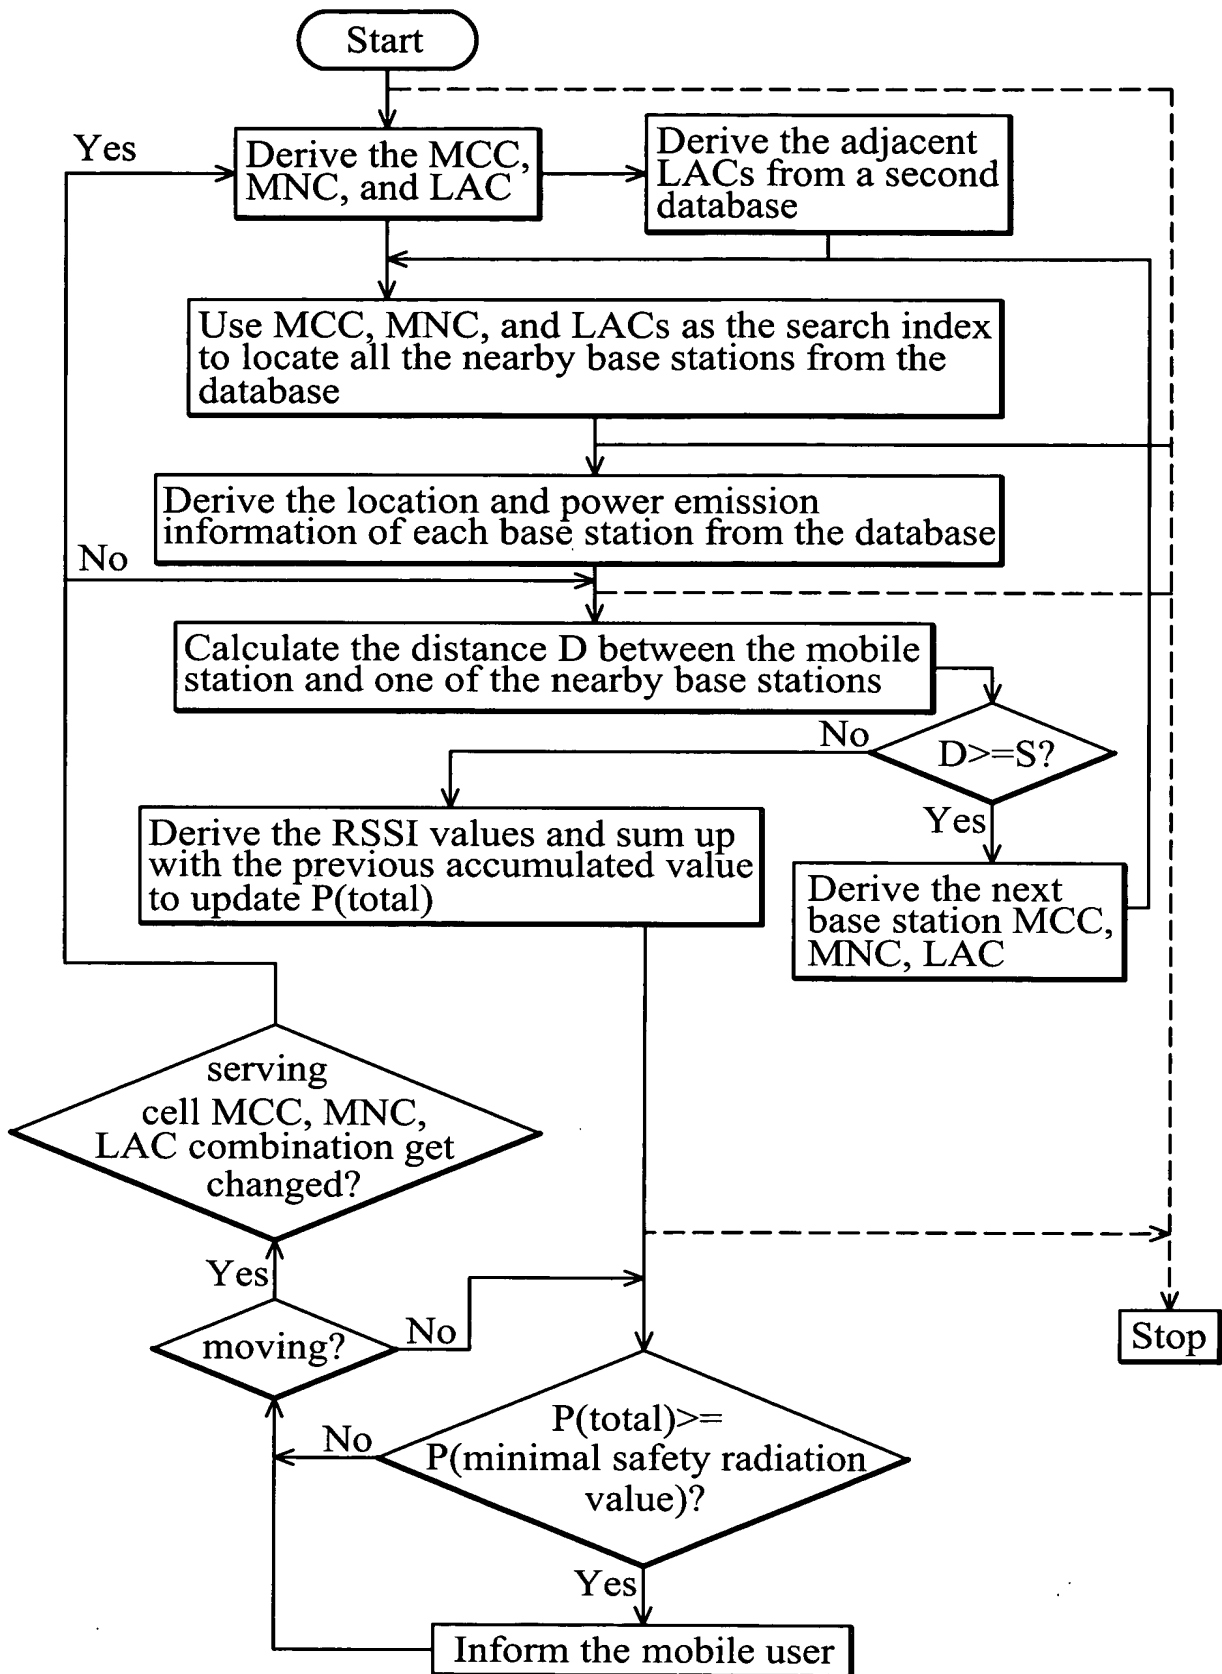 Start
Yes
Derive the MCC,
MNC, and LAC
Derive the adjacent
LACs from a second
database
Use MCC, MNC, and LACs as the search index
to locate all the nearby base stations from the
database
Derive the location and power emission
information of each base station from the database
No
Calculate the distance D between the mobile
station and one of the nearby base stations
No
D>=S?
Yes
Derive the RSSI values and sum up
with the previous accumulated value
to update P(total)
Derive the next
base station MCC,
MNC, LAC
serving
cell MCC, MNC,
LAC combination get
changed?
Yes
moving?
No
Stop
P(total)>=
P(minimal safety radiation
value)?
No
Yes
Inform the mobile user